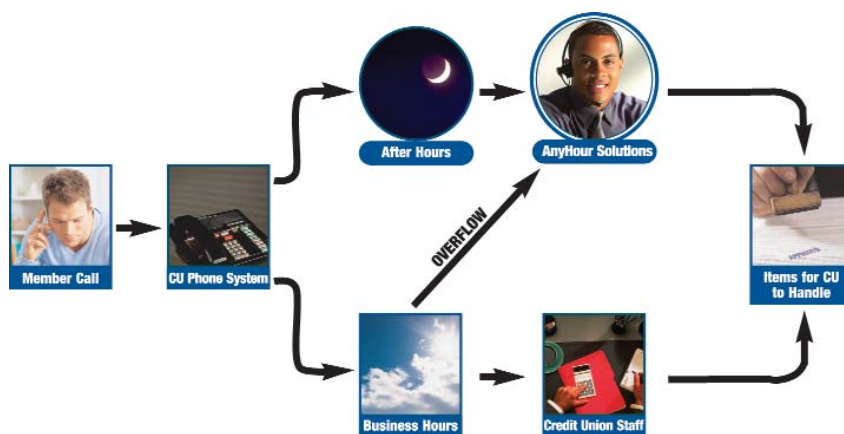 After Hours
AnyHour Solutions
OVERFLOW
Member Call
CU Phone System
APPROVED
Items for CU
to Handle
Business Hours
Credit Union Staff